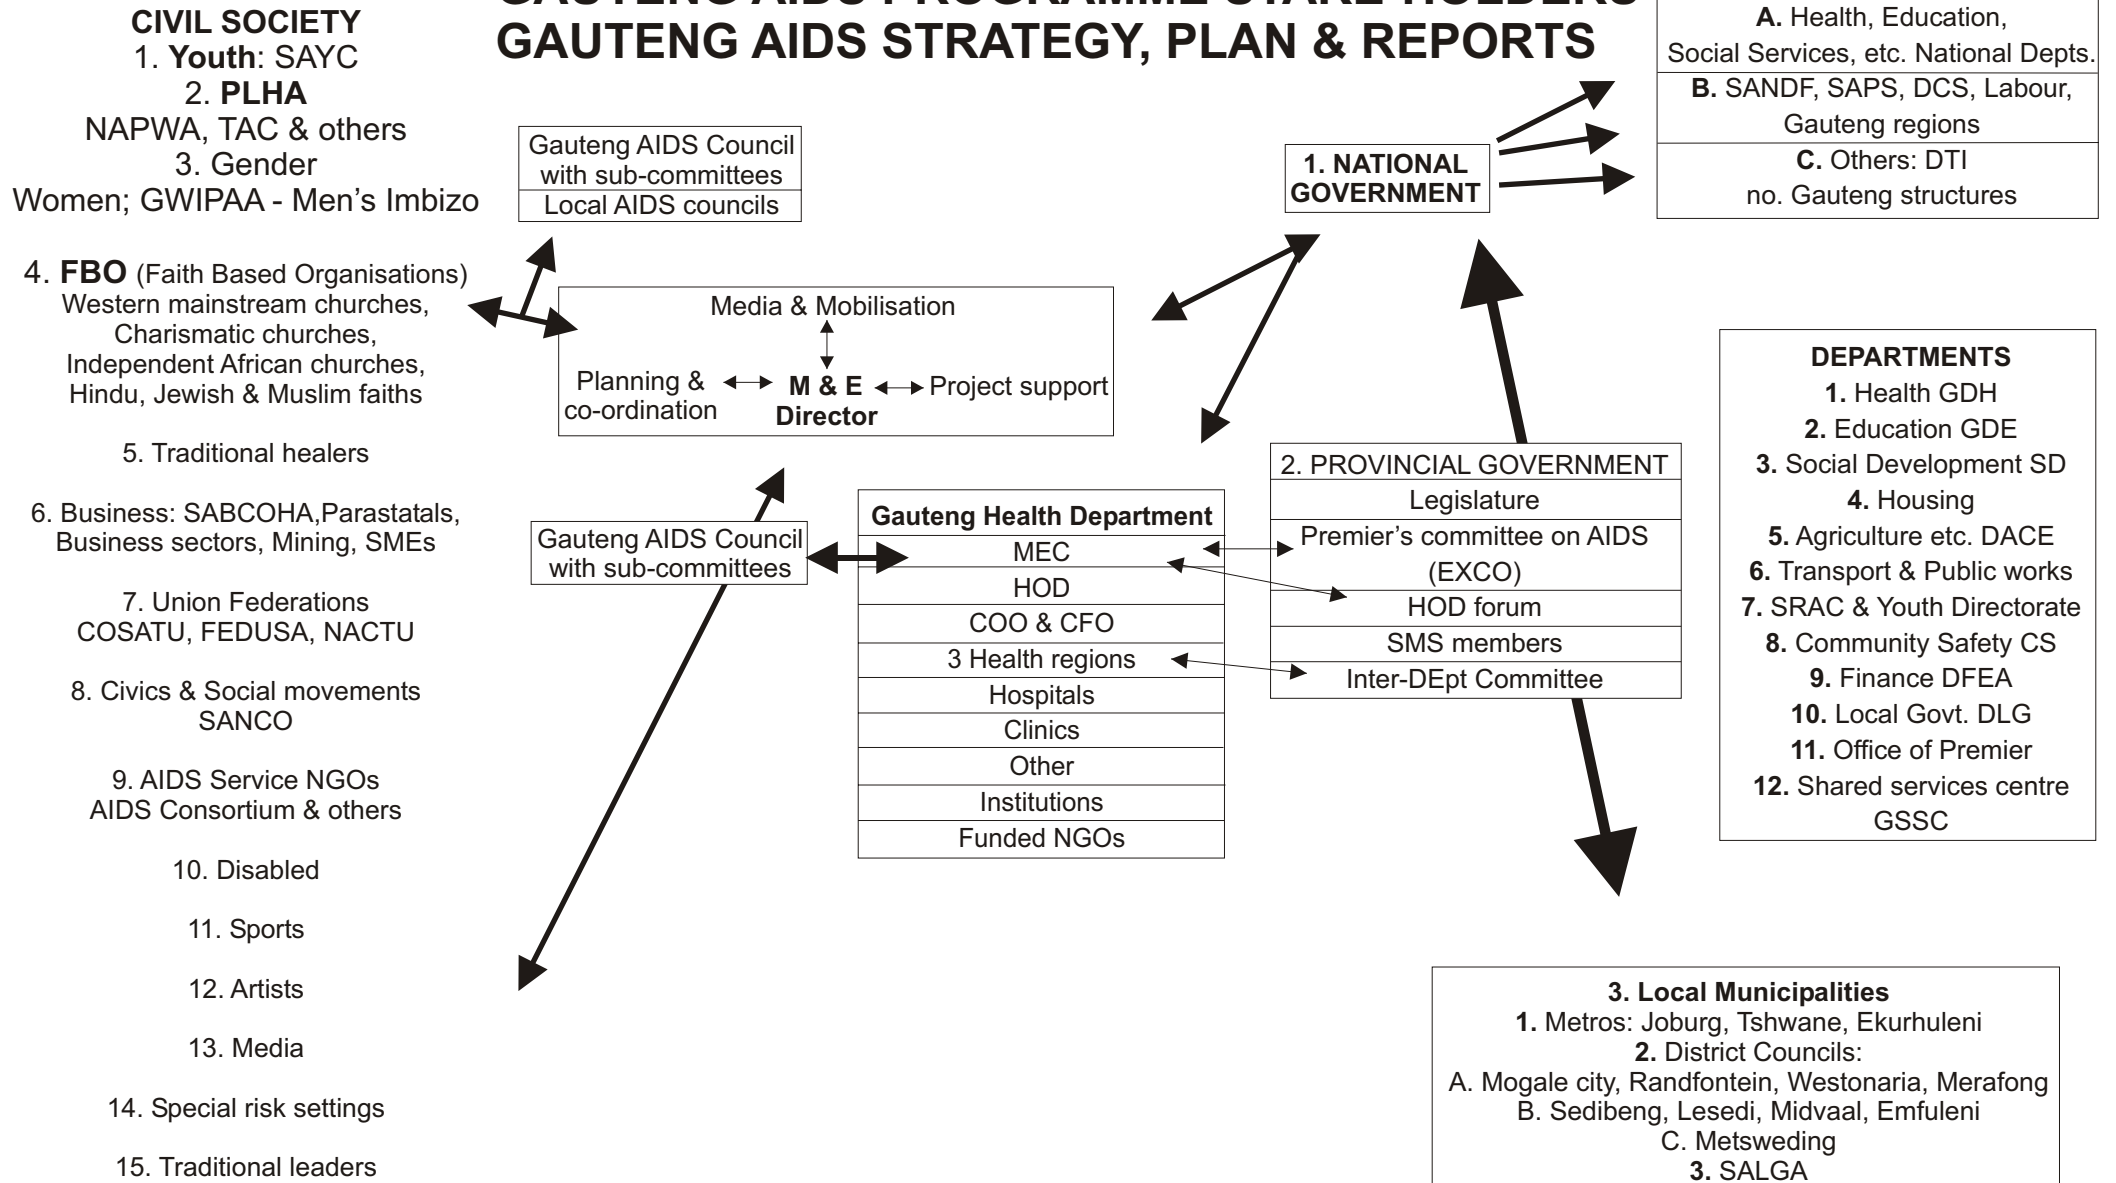 GAUTENG AIDS PROGRAMME STAKE HOLDERS
GAUTENG AIDS STRATEGY, PLAN & REPORTS
CIVIL SOCIETY
1. Youth: SAYC
2. PLHA
NAPWA, TAC & others
3. Gender
Women; GWIPAA - Men's Imbizo
4. FBO (Faith Based Organisations)
Western mainstream churches,
Charismatic churches,
Independent African churches,
Hindu, Jewish & Muslim faiths
5. Traditional healers
6. Business: SABCOHA,Parastatals,
Business sectors, Mining, SMEs
7. Union Federations
COSATU, FEDUSA, NACTU
8. Civics & Social movements
SANCO
9. AIDS Service NGOs
AIDS Consortium & others
10. Disabled
11. Sports
12. Artists
13. Media
14. Special risk settings
15. Traditional leaders
Gauteng AIDS Council
with sub-committees
Local AIDS councils
Media & Mobilisation
Planning &
co-ordination
M & E
Director
Project support
Gauteng AIDS Council
with sub-committees
Gauteng Health Department
MEC
HOD
COO & CFO
3 Health regions
Hospitals
Clinics
Other
Institutions
Funded NGOs
1. NATIONAL
GOVERNMENT
A. Health, Education,
Social Services, etc. National Depts.
B. SANDF, SAPS, DCS, Labour,
Gauteng regions
C. Others: DTI
no. Gauteng structures
2. PROVINCIAL GOVERNMENT
Legislature
Premier's committee on AIDS
(EXCO)
HOD forum
SMS members
Inter-DEpt Committee
DEPARTMENTS
1. Health GDH
2. Education GDE
3. Social Development SD
4. Housing
5. Agriculture etc. DACE
6. Transport & Public works
7. SRAC & Youth Directorate
8. Community Safety CS
9. Finance DFEA
10. Local Govt. DLG
11. Office of Premier
12. Shared services centre
GSSC
3. Local Municipalities
1. Metros: Joburg, Tshwane, Ekurhuleni
2. District Councils:
A. Mogale city, Randfontein, Westonaria, Merafong
B. Sedibeng, Lesedi, Midvaal, Emfuleni
C. Metsweding
3. SALGA